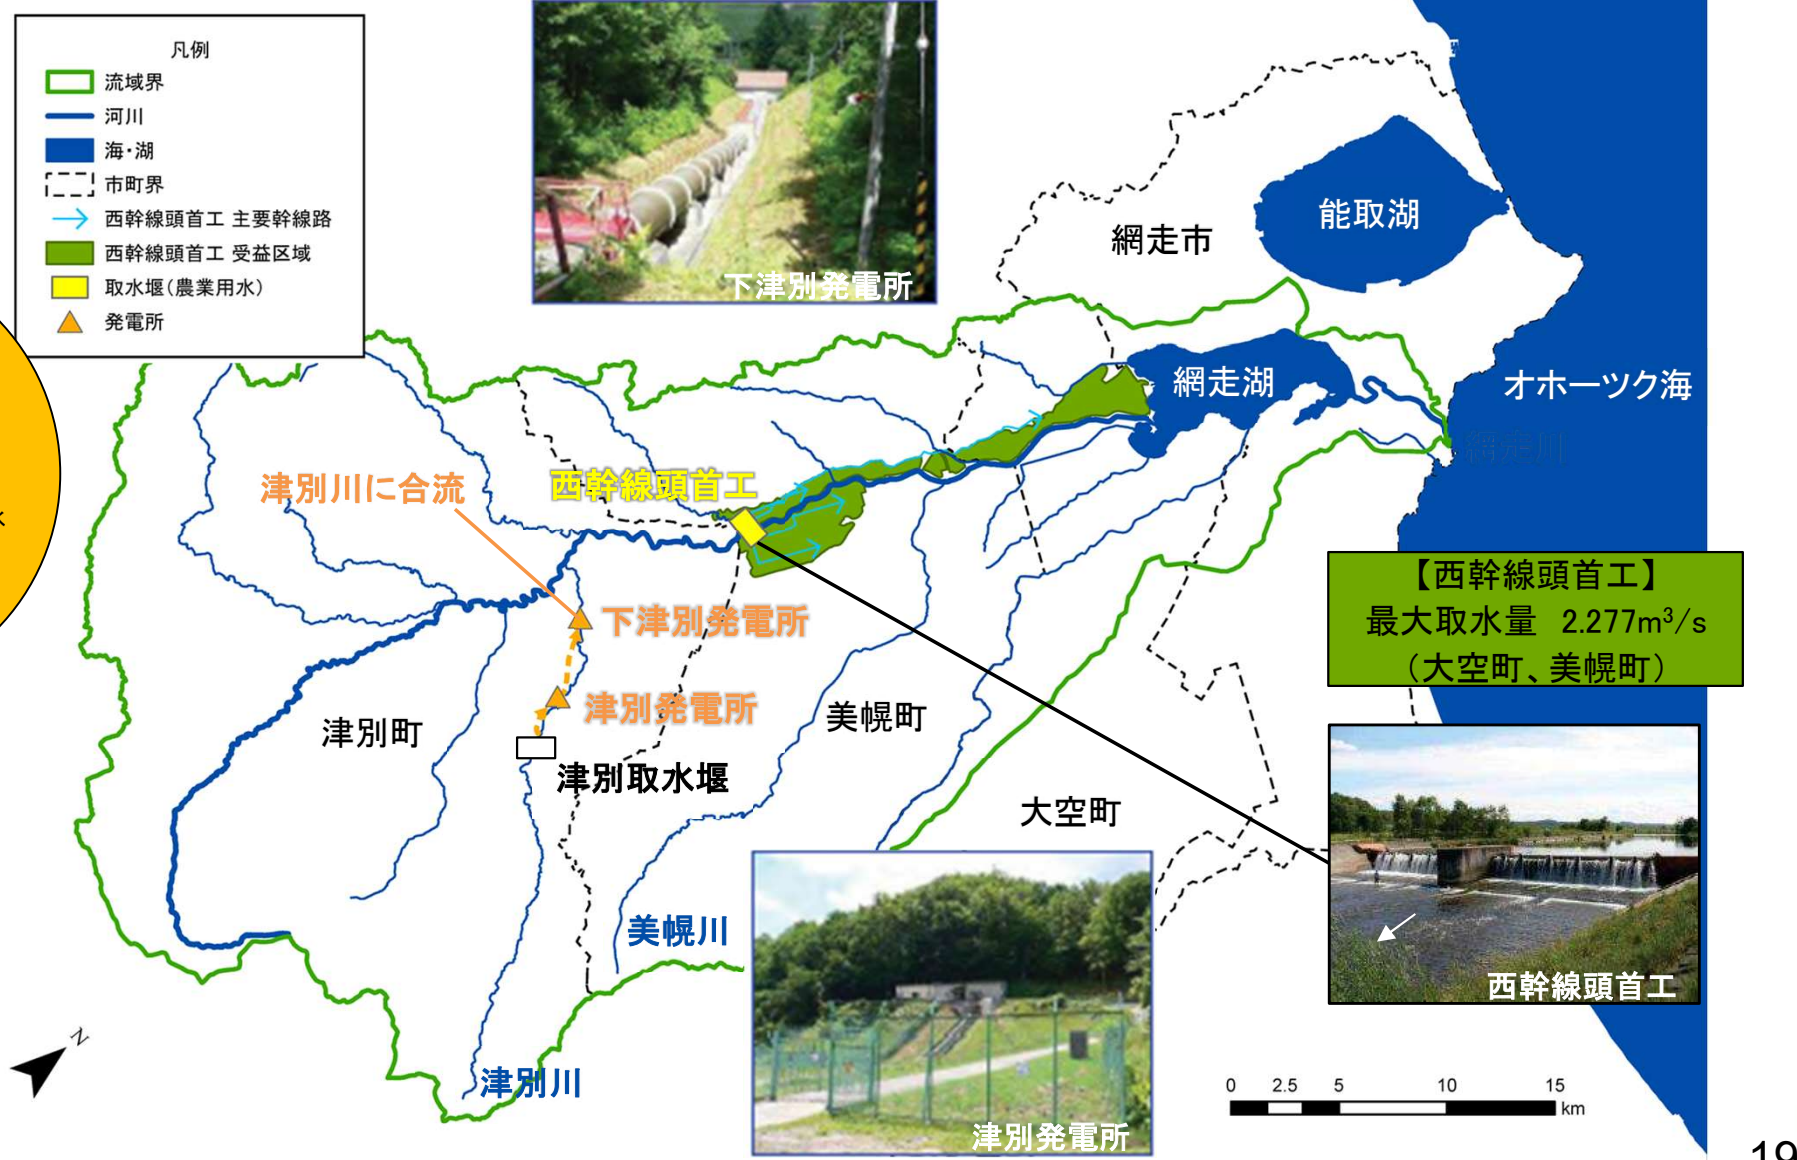 凡例
流域界
河川
海・湖
市町界
西幹線頭首工 主要幹線路
西幹線頭首工 受益区域
取水堰(農業用水)
発電所
下津別発電所
能取湖
網走市
網走湖
オホーツク海
網走川
津別川に合流
西幹線頭首工
【西幹線頭首工】
最大取水量 2.277m³/s
(大空町、美幌町)
下津別発電所
津別発電所
津別町
美幌町
津別取水堰
大空町
美幌川
西幹線頭首工
津別川
津別発電所
N
0 2.5 5 10 15
km
19